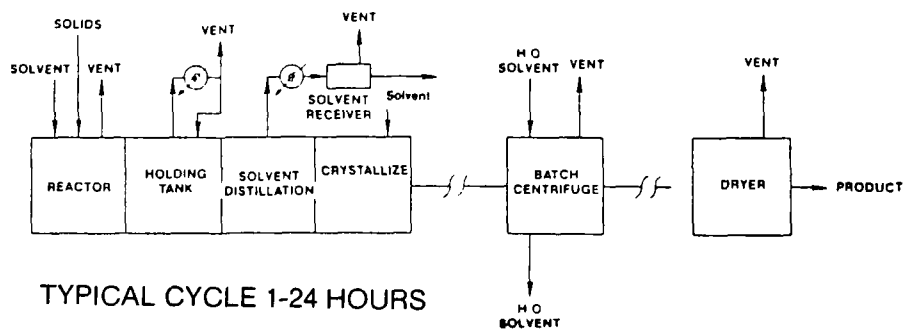 SOLIDS
SOLVENT
VENT
VENT
VENT
SOLVENT
RECEIVER
Solvent
H O
SOLVENT
VENT
VENT
REACTOR
HOLDING
TANK
SOLVENT
DISTILLATION
CRYSTALLIZE
BATCH
CENTRIFUGE
DRYER
PRODUCT
H O
SOLVENT
TYPICAL CYCLE 1-24 HOURS